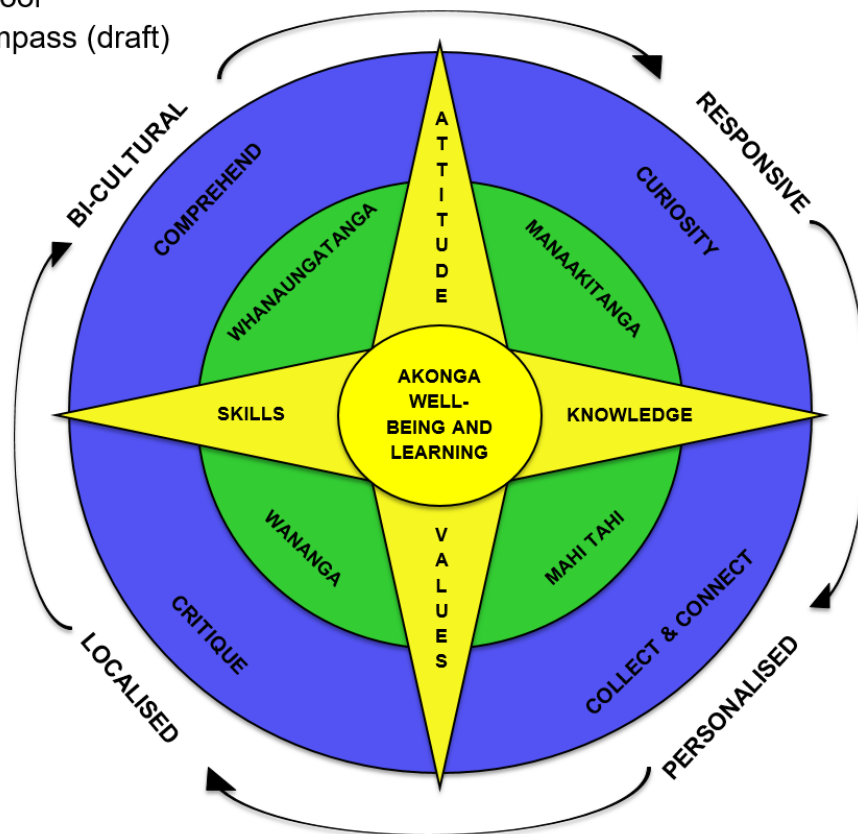 (draft)
BI-CULTURAL
RESPONSIVE
COMPREHEND
CURIOSITY
ATTITUDE
WHANAUNGATANGA
MANAAKITANGA
SKILLS
AKONGA
WELL-
BEING AND
LEARNING
KNOWLEDGE
WANANGA
MAHI TAHI
VALUES
CRITIQUE
COLLECT & CONNECT
LOCALISED
PERSONALISED